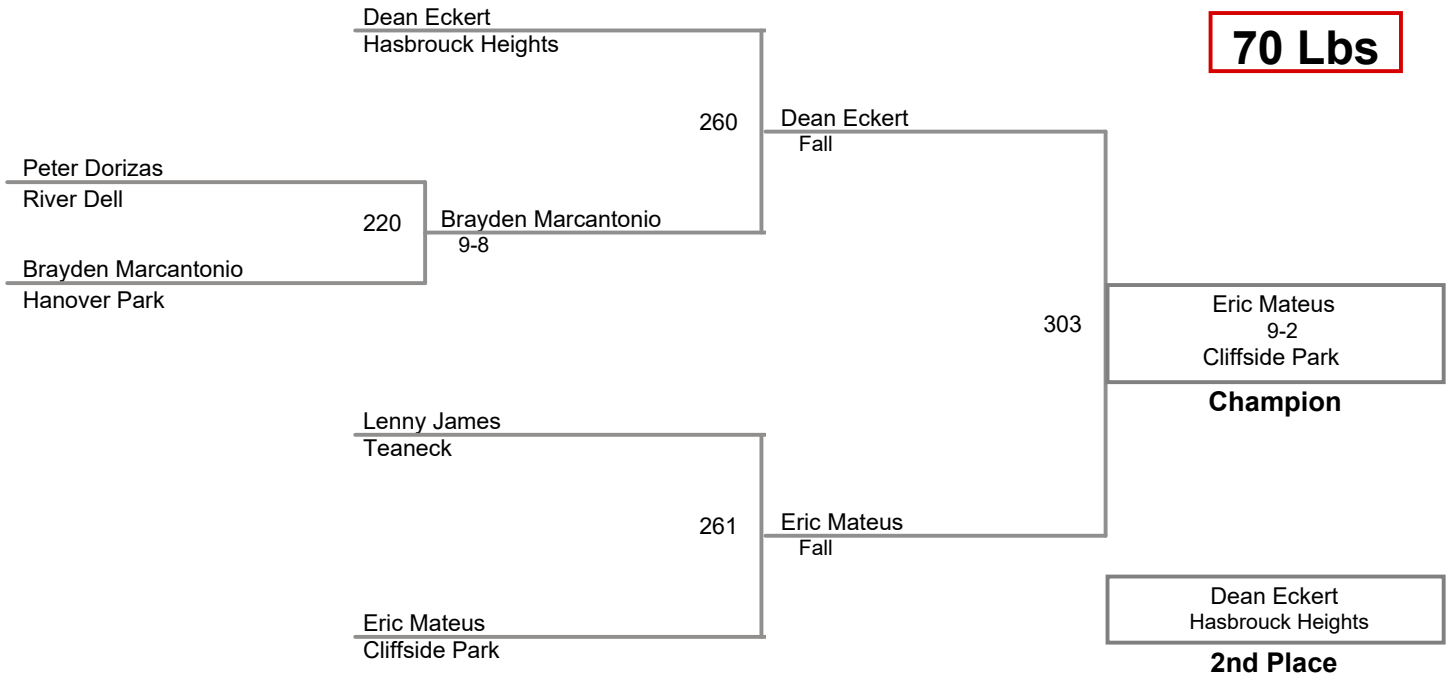 Dean Eckert
Hasbrouck Heights
70 Lbs
260
Dean Eckert
Fall
Peter Dorizas
River Dell
220
Brayden Marcantonio
9-8
Brayden Marcantonio
Hanover Park
303
Eric Mateus
9-2
Cliffside Park
Champion
Lenny James
Teaneck
261
Eric Mateus
Fall
Eric Mateus
Cliffside Park
Dean Eckert
Hasbrouck Heights
2nd Place